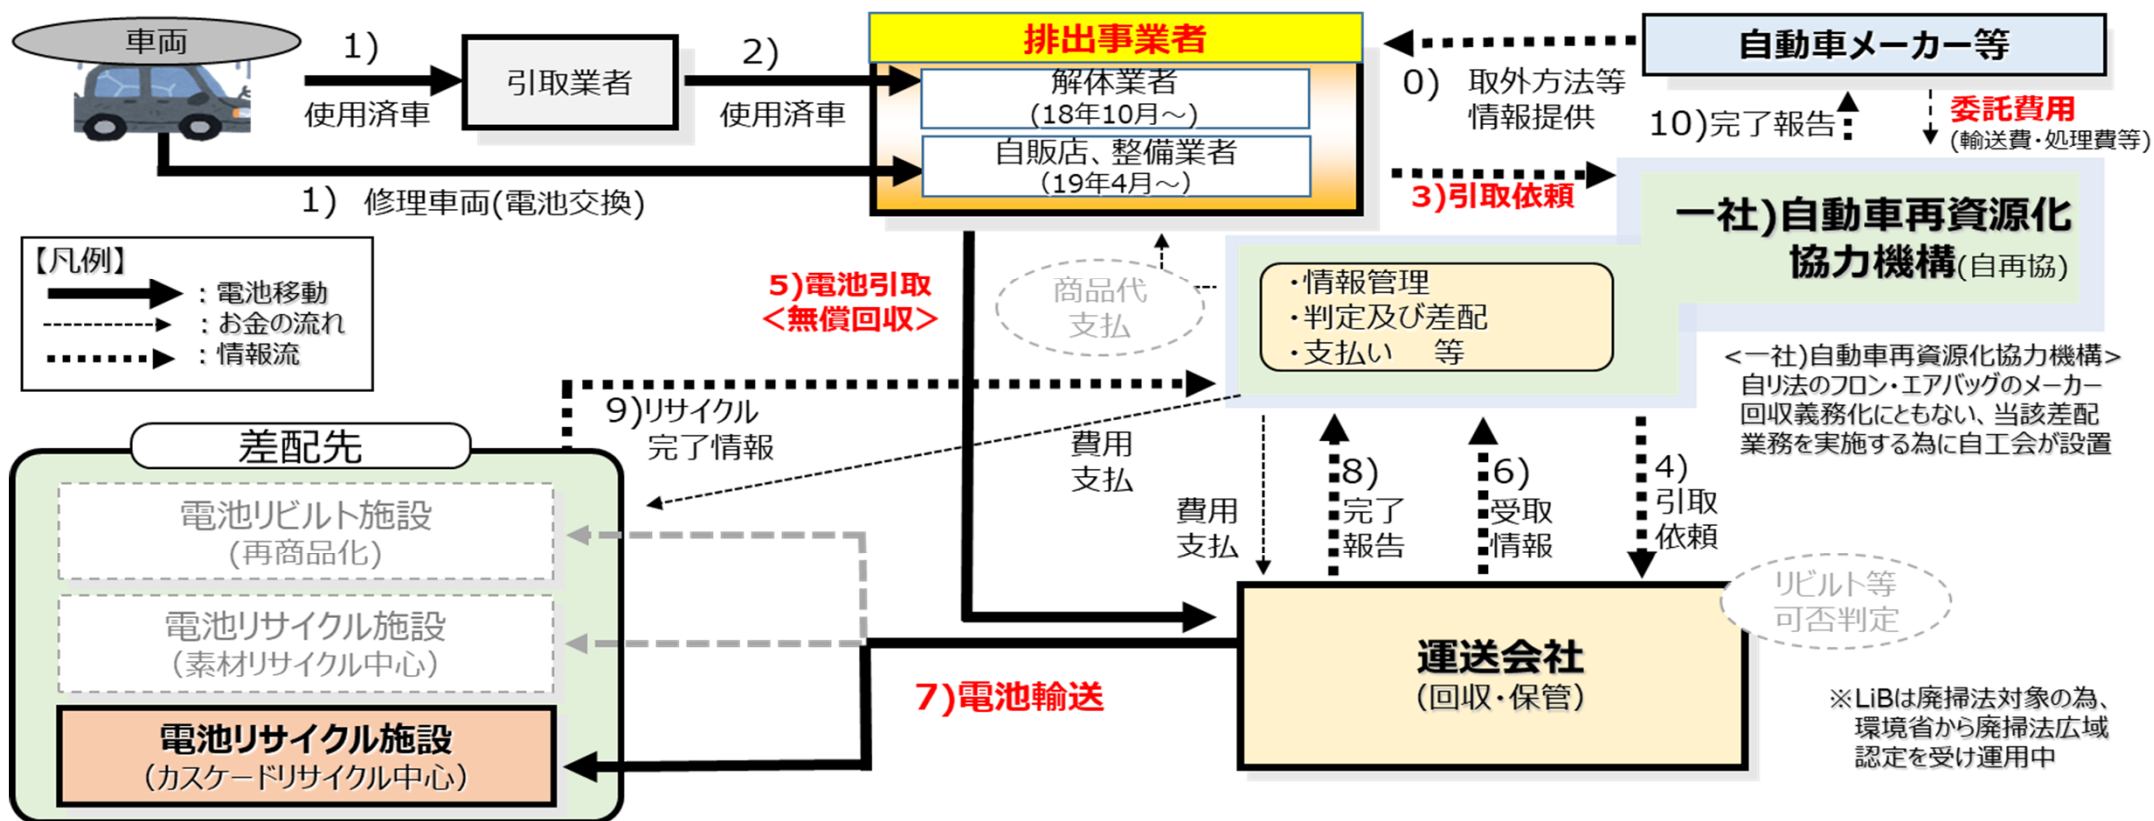 車両
1)
使用済車
引取業者
2)
使用済車
排出事業者
解体業者
(18年10月～)
自販店、整備業者
(19年4月～)
1) 修理車両(電池交換)
自動車メーカー等
0) 取外方法等
情報提供
10)完了報告
委託費用
(輸送費・処理費等)
3)引取依頼
一社)自動車再資源化
協力機構(自再協)
・情報管理
・判定及び差配
・支払い 等
<一社)自動車再資源化協力機構>
自リ法のフロン・エアバッグのメーカー
回収義務化にともない、当該差配
業務を実施する為に自工会が設置
【凡例】
：電池移動
：お金の流れ
：情報流
5)電池引取
<無償回収>
商品代
支払
9)リサイクル
完了情報
費用
支払
費用
支払
8)
完了
報告
6)
受取
情報
4)
引取
依頼
差配先
電池リビルト施設
(再商品化)
電池リサイクル施設
(素材リサイクル中心)
電池リサイクル施設
(カスケードリサイクル中心)
7)電池輸送
運送会社
(回収・保管)
リビルト等
可否判定
※LiBは廃掃法対象の為、
環境省から廃掃法広域
認定を受け運用中